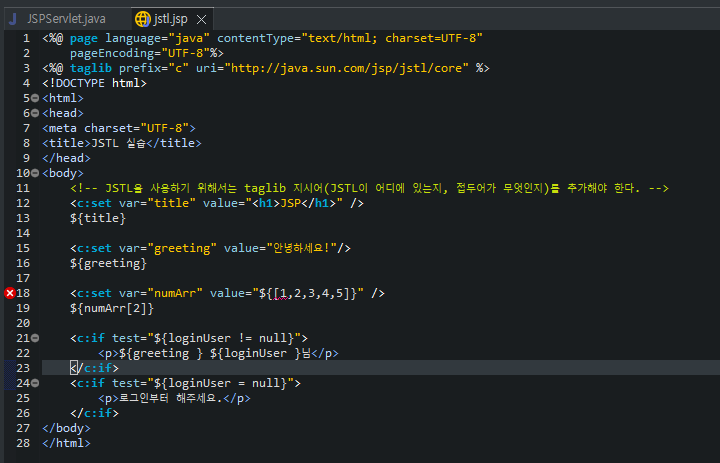 JSPServlet.java jstl.jsp
1 <%@ page language="java" contentType="text/html; charset=UTF-8"
2 pageEncoding="UTF-8"%>
3 <%@ taglib prefix="c" uri="http://java.sun.com/jsp/jstl/core" %>
4 <!DOCTYPE html>
5 <html>
6 <head>
7 <meta charset="UTF-8">
8 <title>JSTL 실습</title>
9 </head>
10 <body>
11 <!-- JSTL을 사용하기 위해서는 taglib 지시어(JSTL이 어디에 있는지, 접두어가 무엇인지)를 추가해야 한다. -->
12 <c:set var="title" value="<h1>JSP</h1>" />
13 ${title}
14
15 <c:set var="greeting" value="안녕하세요!"/>
16 ${greeting}
17
18 <c:set var="numArr" value="${[1,2,3,4,5]}" />
19 ${numArr[2]}
20
21 <c:if test="${loginUser != null}">
22 <p>${greeting } ${loginUser }님</p>
23 </c:if>
24 <c:if test="${loginUser = null}">
25 <p>로그인부터 해주세요.</p>
26 </c:if>
27 </body>
28 </html>